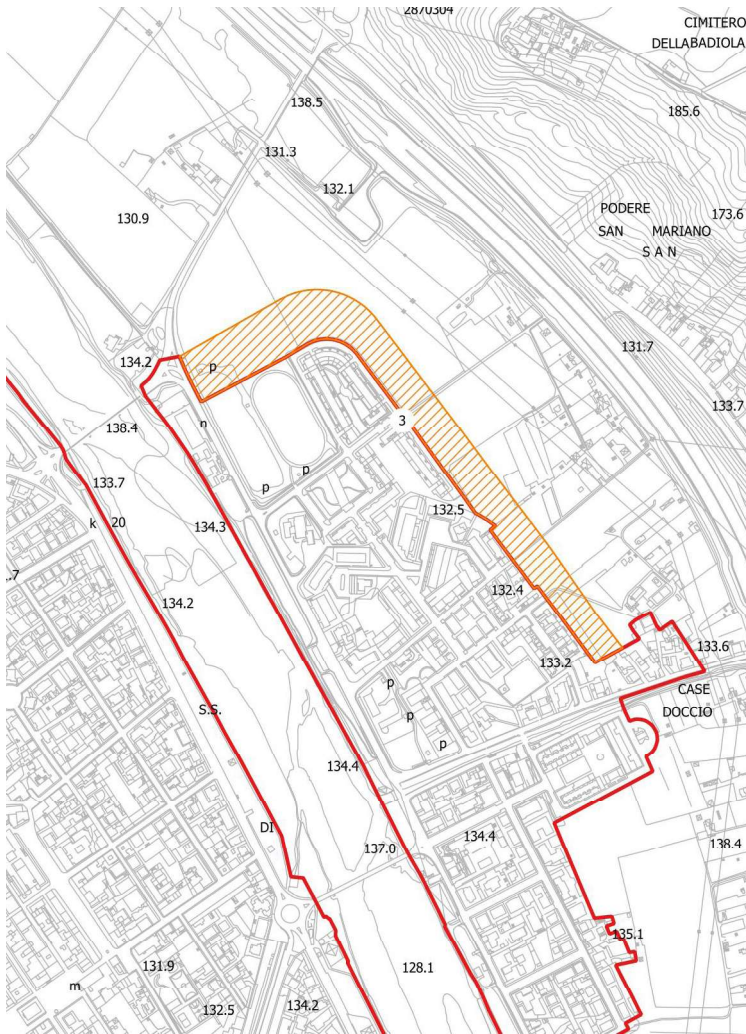 2870304
CIMITERO
DELLABADIOLA
138.5
185.6
131.3
132.1
PODERE
173.6
130.9
SAN MARIANO
S A N
131.7
134.2
p
133.7
138.4
n
3
p
p
133.7
132.5
k 20
134.3
.7
132.4
134.2
133.6
133.2
p
CASE
S.S.
DOCCIO
p
p
134.4
DI
134.4
137.0
138.4
135.1
131.9
128.1
m
132.5
134.2